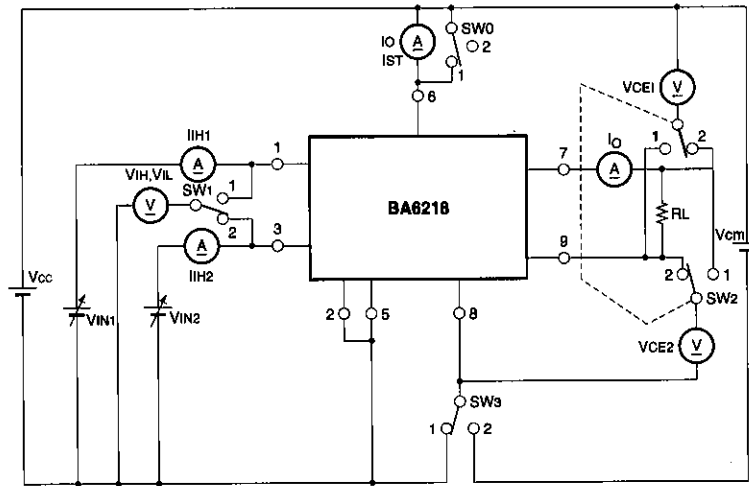 IO
IST
A
SW0
2
1
6
V
VCE1
IIH1
A
1
VIH,VIL
V
SW1
1
2
3
A
IIH2
BA6218
7
IO
A
1
2
RL
9
2
1
SW2
VCC
VIN1
VIN2
2
5
8
VCE2
V
Vcm
SW3
1
2